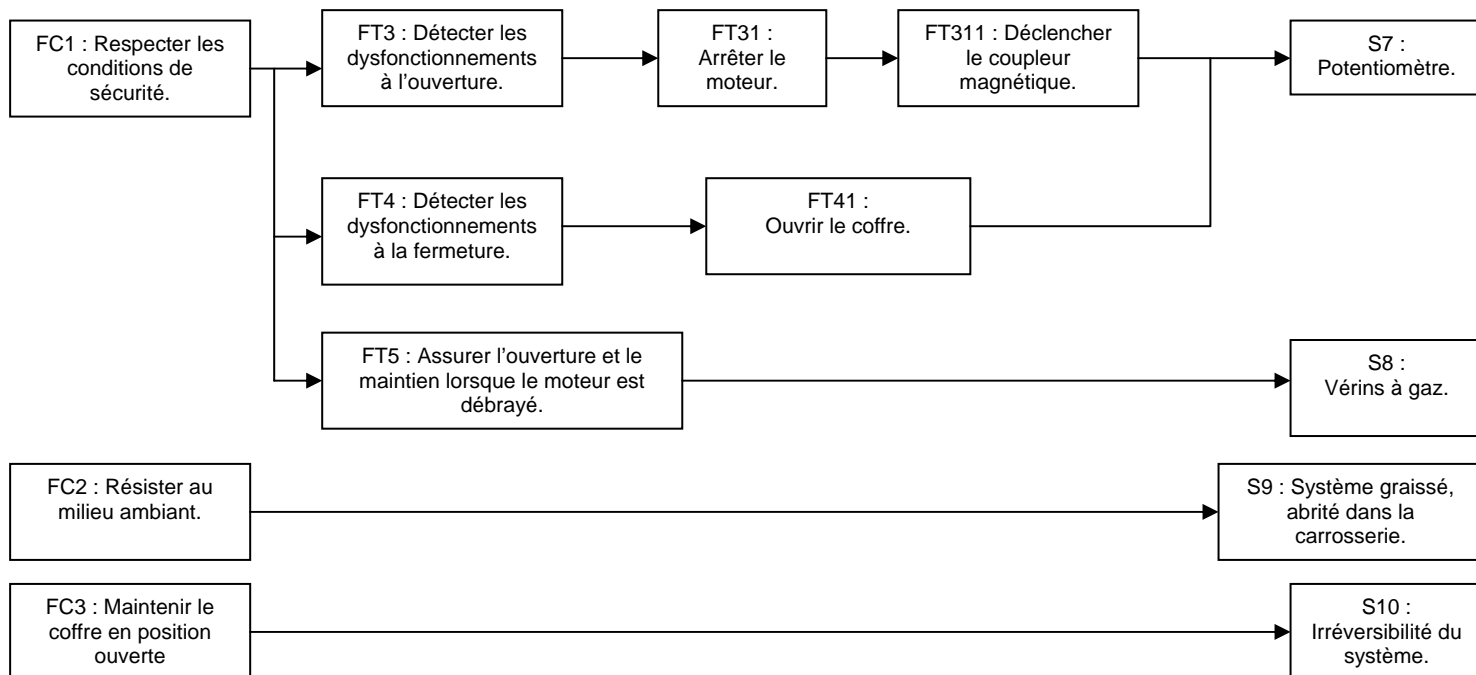 FC1 : Respecter les
conditions de
sécurité.
FT3 : Détecter les
dysfonctionnements
à l'ouverture.
FT31 :
Arrêter le
moteur.
FT311 : Déclencher
le coupleur
magnétique.
S7 :
Potentiomètre.
FT4 : Détecter les
dysfonctionnements
à la fermeture.
FT41 :
Ouvrir le coffre.
FT5 : Assurer l'ouverture et le
maintien lorsque le moteur est
débrayé.
S8 :
Vérins à gaz.
FC2 : Résister au
milieu ambiant.
S9 : Système graissé,
abrité dans la
carrosserie.
FC3 : Maintenir le
coffre en position
ouverte
S10 :
Irréversibilité du
système.